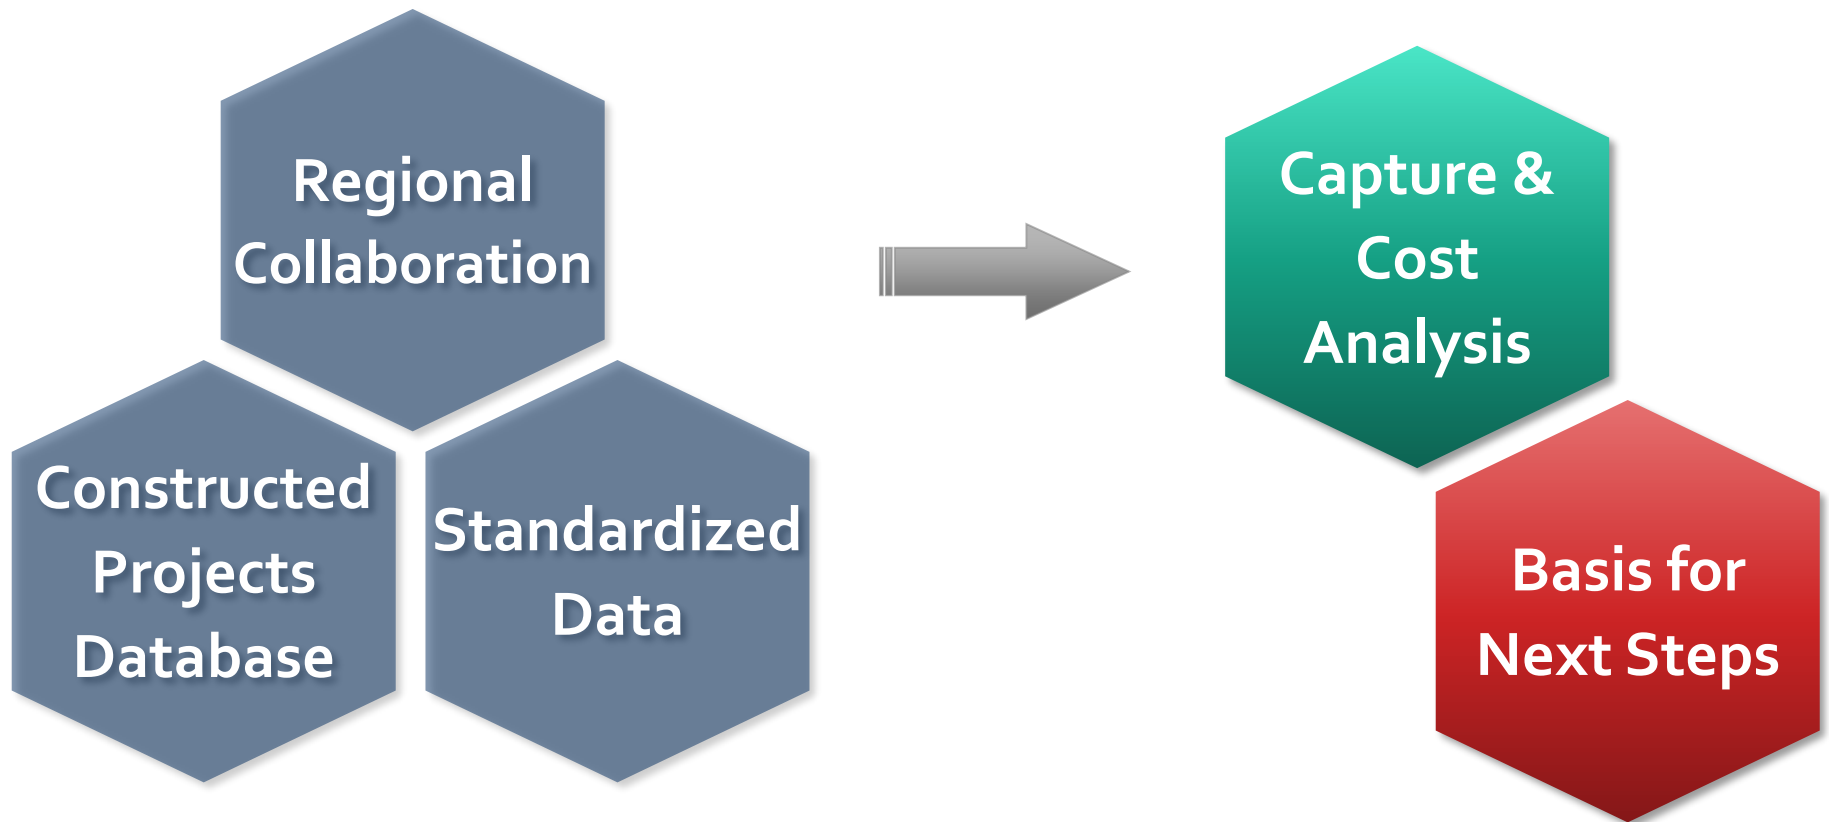 Regional
Collaboration
Constructed
Projects
Database
Standardized
Data
Capture &
Cost
Analysis
Basis for
Next Steps